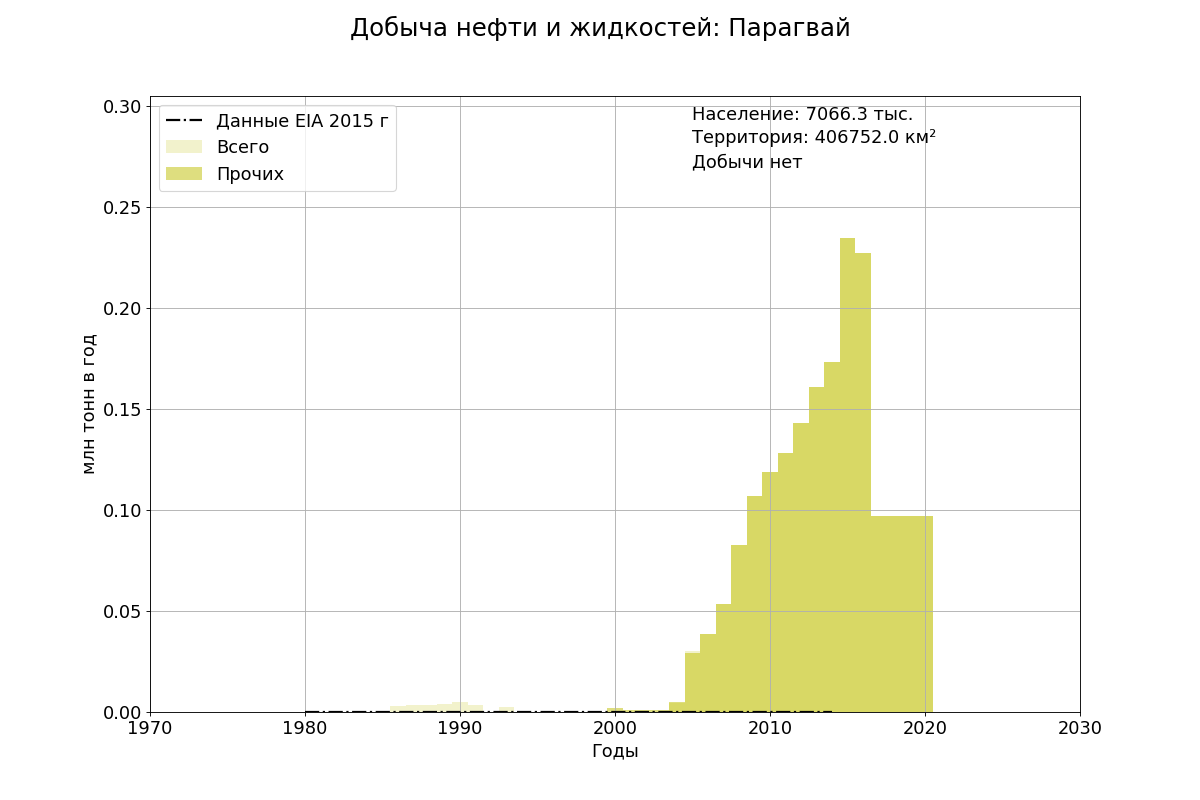 Добыча нефти и жидкостей: Парагвай
Данные EIA 2015 г
Всего
Прочих
Население: 7066.3 тыс.
Территория: 406752.0 км²
Добычи нет
млн тонн в год
0.30
0.25
0.20
0.15
0.10
0.05
0.00
1970 1980 1990 2000 2010 2020 2030
Годы